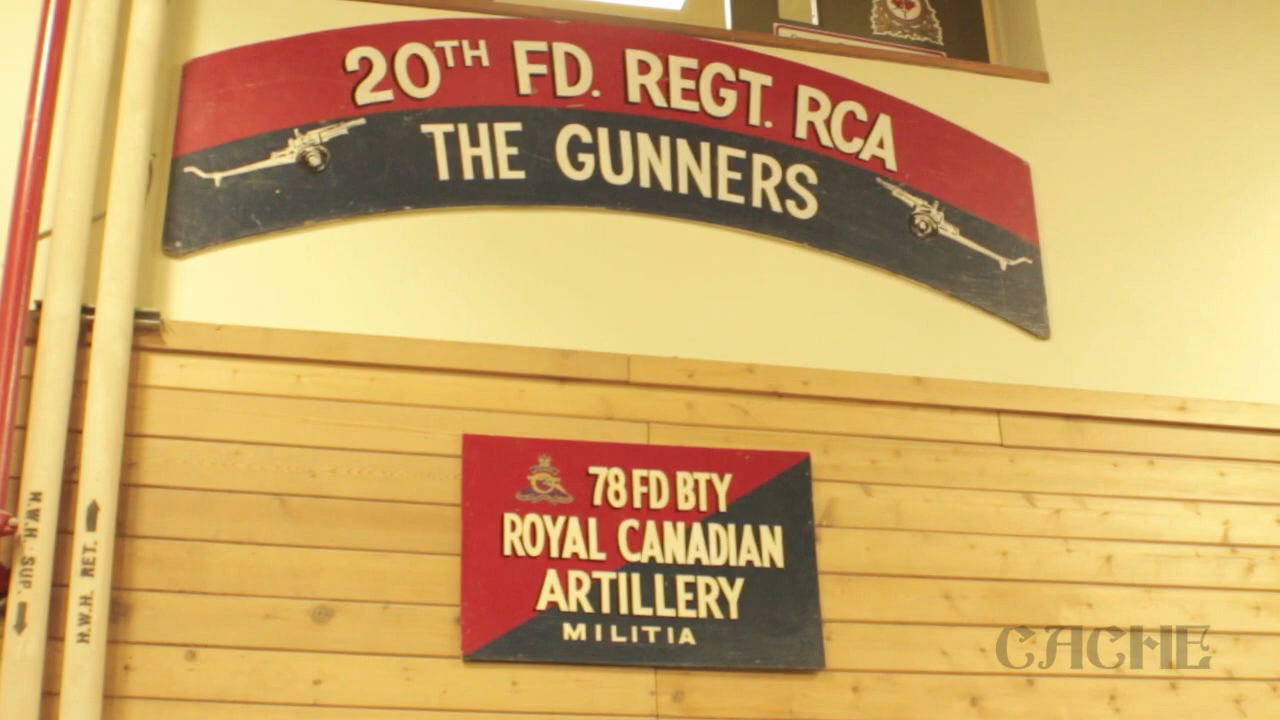 20TH FD. REGT. RCA
THE GUNNERS
78 FD BTY
ROYAL CANADIAN
ARTILLERY
MILITIA
H.W.H. SUP.
H.W.H. RET.
CACHE